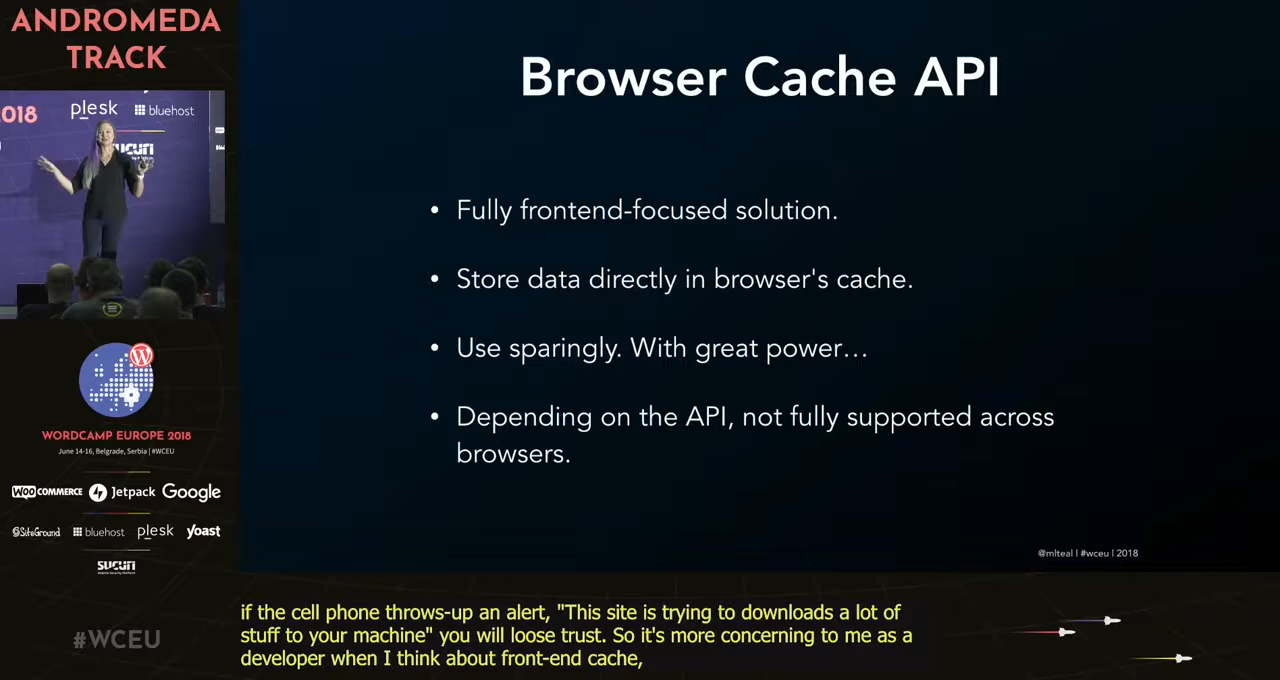 ANDROMEDA
TRACK
2018
plesk
bluehost
sucuri
WORDCAMP EUROPE 2018
June 14-16, Belgrade, Serbia | #WCEU
WOO COMMERCE Jetpack Google
SiteGround bluehost plesk yoast
SUCURI
#WCEU
Browser Cache API
• Fully frontend-focused solution.
• Store data directly in browser's cache.
• Use sparingly. With great power…
• Depending on the API, not fully supported across
browsers.
@mlteal | #wceu | 2018
if the cell phone throws-up an alert, "This site is trying to downloads a lot of
stuff to your machine" you will loose trust. So it's more concerning to me as a
developer when I think about front-end cache,